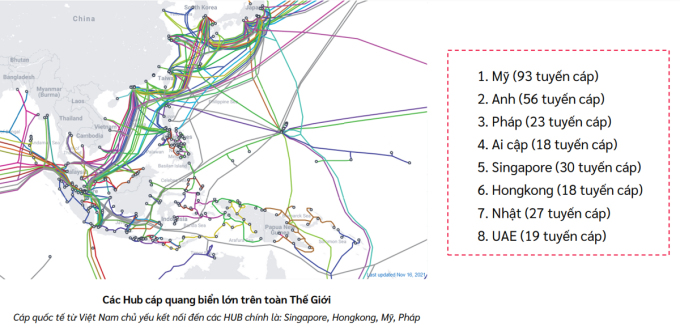 China
South Korea
Japan
Bhutan
Bangladesh
Myanmar
(Burma)
Laos
Taiwan
Thailand
Cambodia
Indonesia
Papua New
Guinea
Last updated Nov 16, 2021
1. Mỹ (93 tuyến cáp)
2. Anh (56 tuyến cáp)
3. Pháp (23 tuyến cáp)
4. Ai cập (18 tuyến cáp)
5. Singapore (30 tuyến cáp)
6. Hongkong (18 tuyến cáp)
7. Nhật (27 tuyến cáp)
8. UAE (19 tuyến cáp)
Các Hub cáp quang biển lớn trên toàn Thế Giới
Cáp quốc tế từ Việt Nam chủ yếu kết nối đến các HUB chính là: Singapore, Hongkong, Mỹ, Pháp